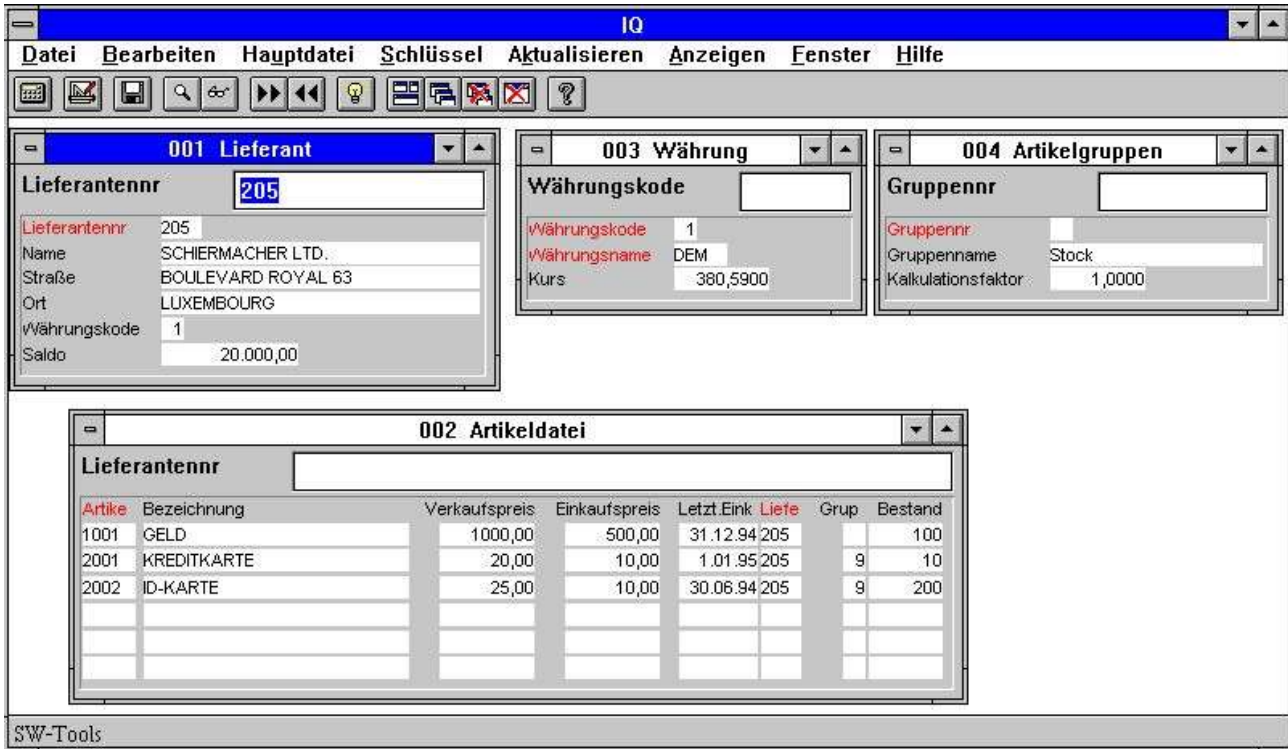 IQ
Datei Bearbeiten Hauptdatei Schlüssel Aktualisieren Anzeigen Fenster Hilfe
001 Lieferant
Lieferantennr 205
Lieferantennr 205
Name SCHIERMACHER LTD.
Straße BOULEVARD ROYAL 63
Ort LUXEMBOURG
Währungskode 1
Saldo 20.000,00
003 Währung
Währungskode
Währungskode 1
Währungsname DEM
Kurs 380,5900
004 Artikelgruppen
Gruppennr
Gruppennr
Gruppenname Stock
Kalkulationsfaktor 1,0000
002 Artikeldatei
Lieferantennr
Artike Bezeichnung Verkaufspreis Einkaufspreis Letzt.Eink Liefe Grup Bestand
1001 GELD 1000,00 500,00 31.12.94 205 100
2001 KREDITKARTE 20,00 10,00 1.01.95 205 9 10
2002 ID-KARTE 25,00 10,00 30.06.94 205 9 200
SW-Tools